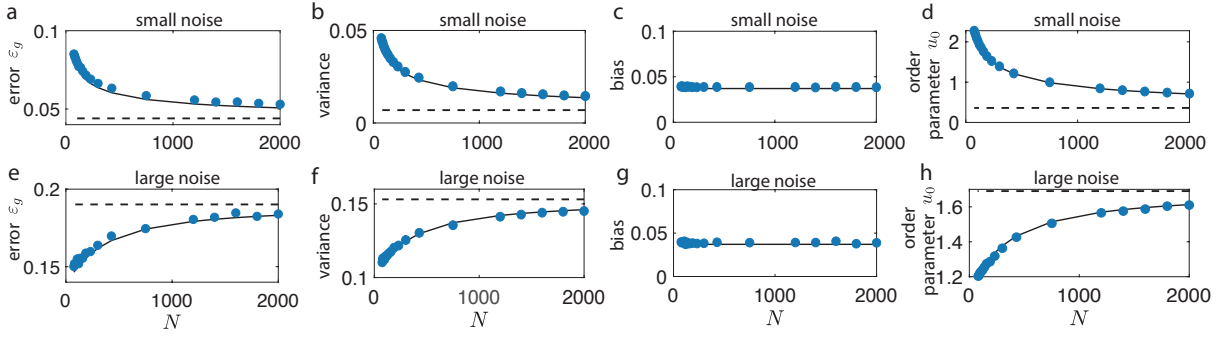 a small noise
error ε_g
0.1
0.05
0 1000 2000
b small noise
variance
0.05
0
0 1000 2000
c small noise
bias
0.1
0.05
0
0 1000 2000
d small noise
order
parameter u_0
2
1
0
0 1000 2000
e large noise
error ε_g
0.2
0.15
0 1000 2000
N
f large noise
variance
0.15
0.1
0 1000 2000
N
g large noise
bias
0.1
0.05
0
0 1000 2000
N
h large noise
order
parameter u_0
1.6
1.4
1.2
0 1000 2000
N